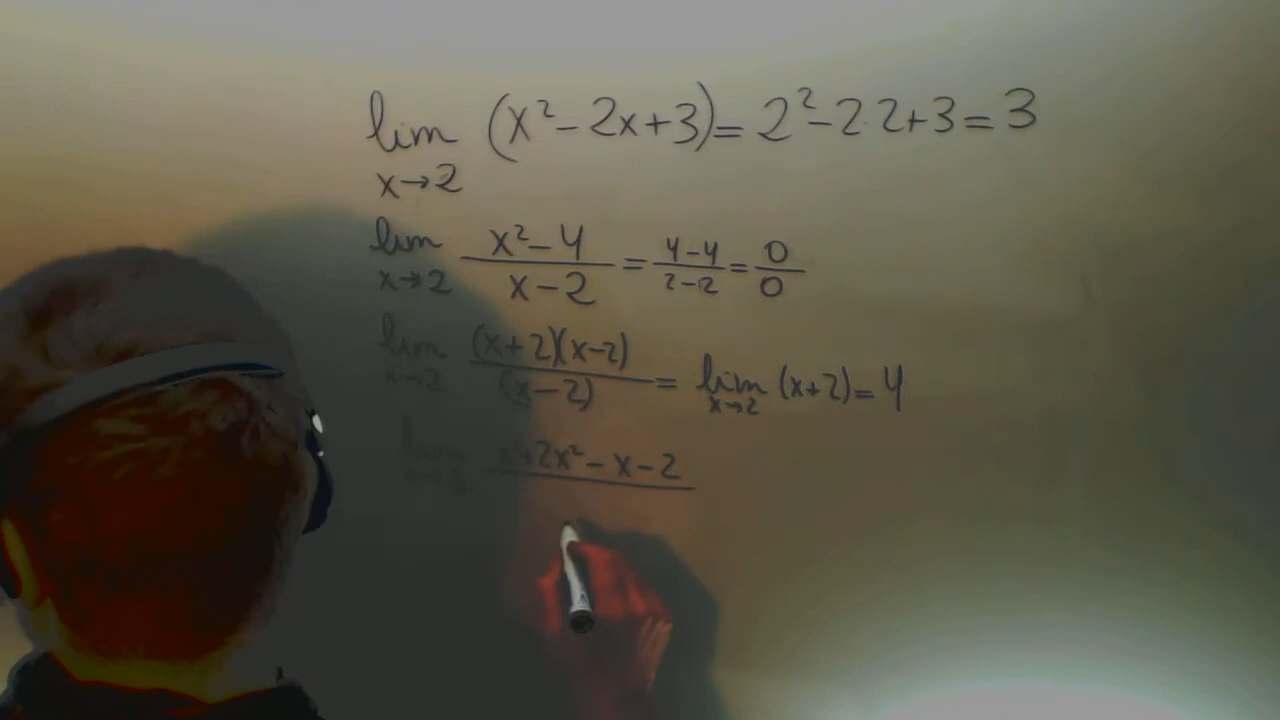 lim (x²-2x+3)=2²-2·2+3=3
x→2
lim x²-4 / x-2 = 4-4 / 2-2 = 0 / 0
x→2
lim (x+2)(x-2) / (x-2) = lim (x+2)=4
x→2 x→2
2x²-x-2